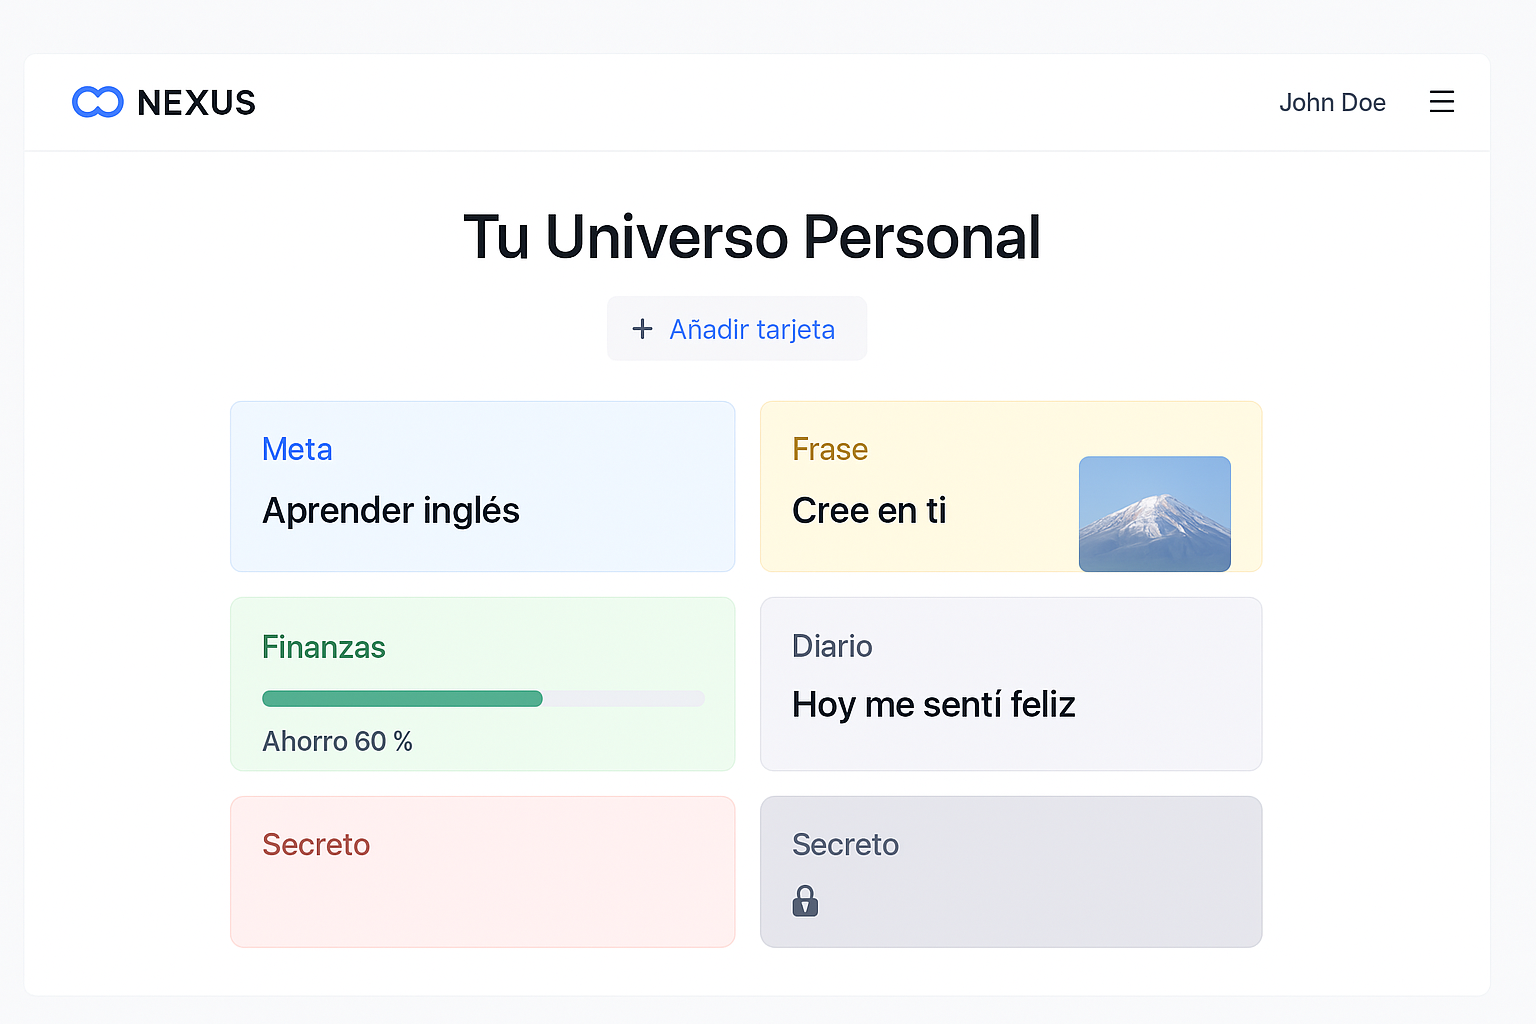 NEXUS
John Doe
Tu Universo Personal
+ Añadir tarjeta
Meta
Aprender inglés
Frase
Cree en ti
Finanzas
Ahorro 60 %
Diario
Hoy me sentí feliz
Secreto
Secreto